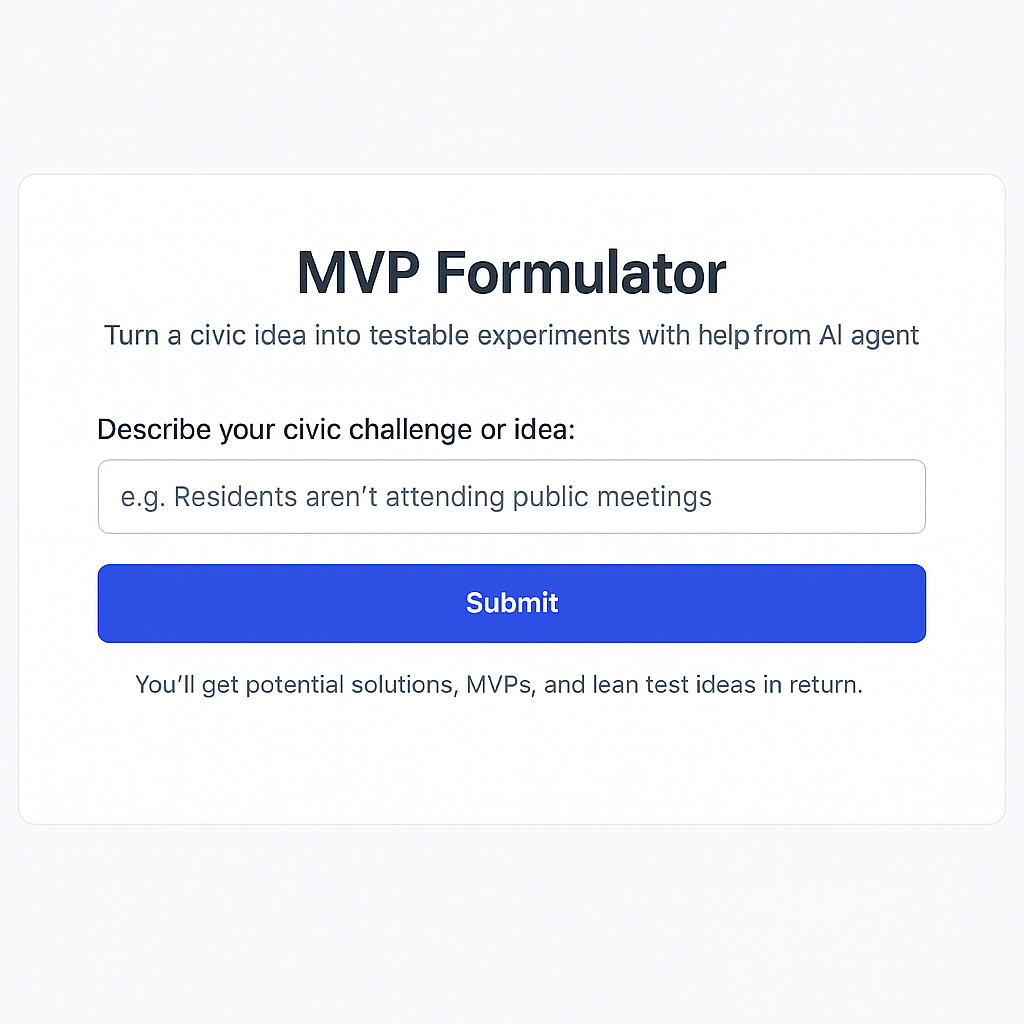 MVP Formulator
Turn a civic idea into testable experiments with help from AI agent
Describe your civic challenge or idea:
e.g. Residents aren’t attending public meetings
Submit
You’ll get potential solutions, MVPs, and lean test ideas in return.